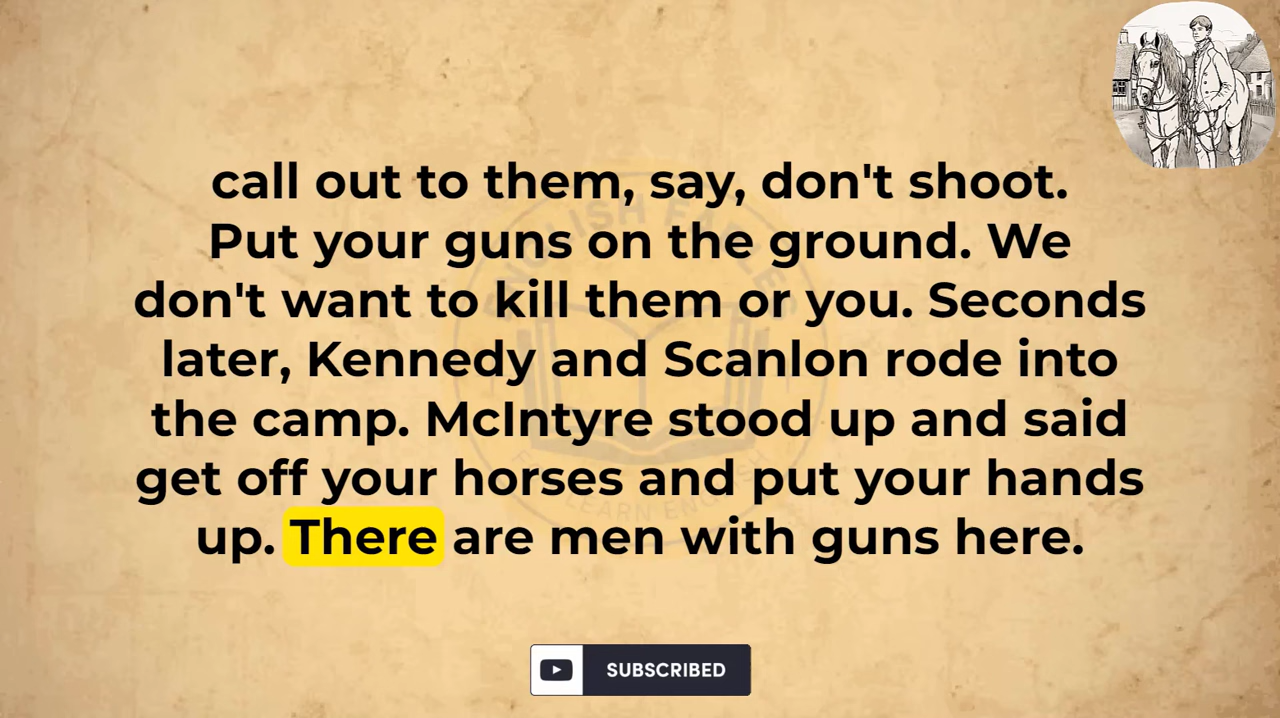 call out to them, say, don't shoot.
Put your guns on the ground. We
don't want to kill them or you. Seconds
later, Kennedy and Scanlon rode into
the camp. McIntyre stood up and said
get off your horses and put your hands
up. There are men with guns here.
SUBSCRIBED